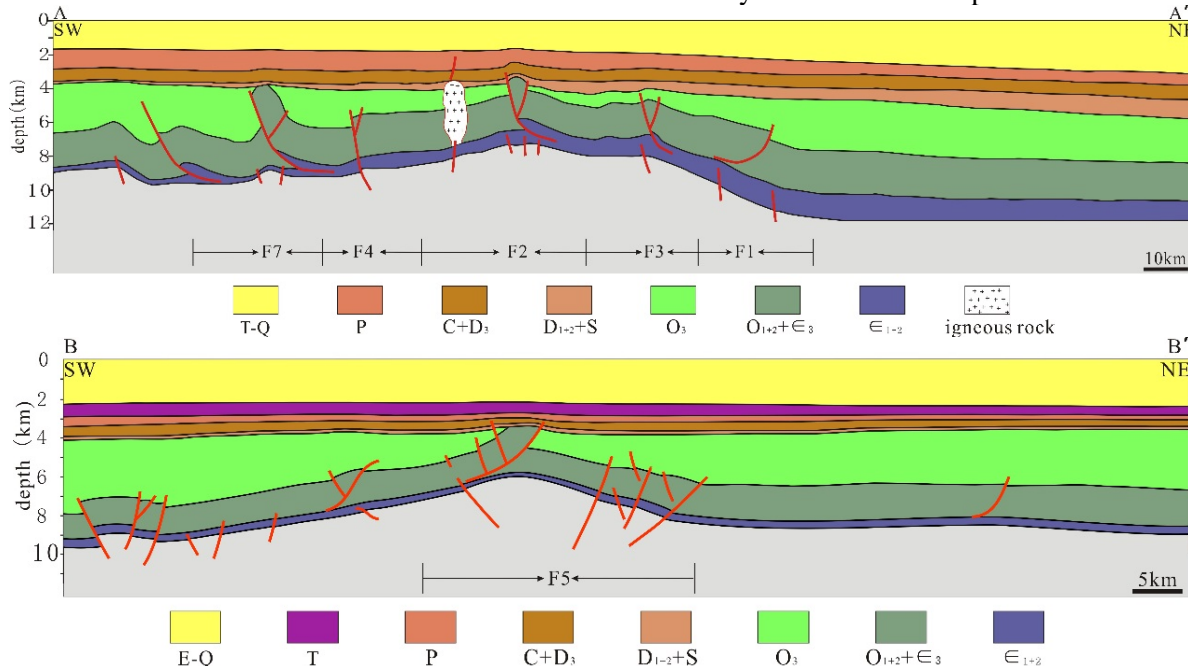 A A′
SW NE
0
2
4
6
8
10
12
depth (km)
F7 F4 F2 F3 F1
10km
T-Q P C+D₃ D₁₊₂+S O₃ O₁₊₂+∈₃ ∈₁₋₂ igneous rock
B B′
SW NE
0
2
4
6
8
10
depth (km)
F5
5km
E-Q T P C+D₃ D₁₋₂+S O₃ O₁₊₂+∈₃ ∈₁₊₂